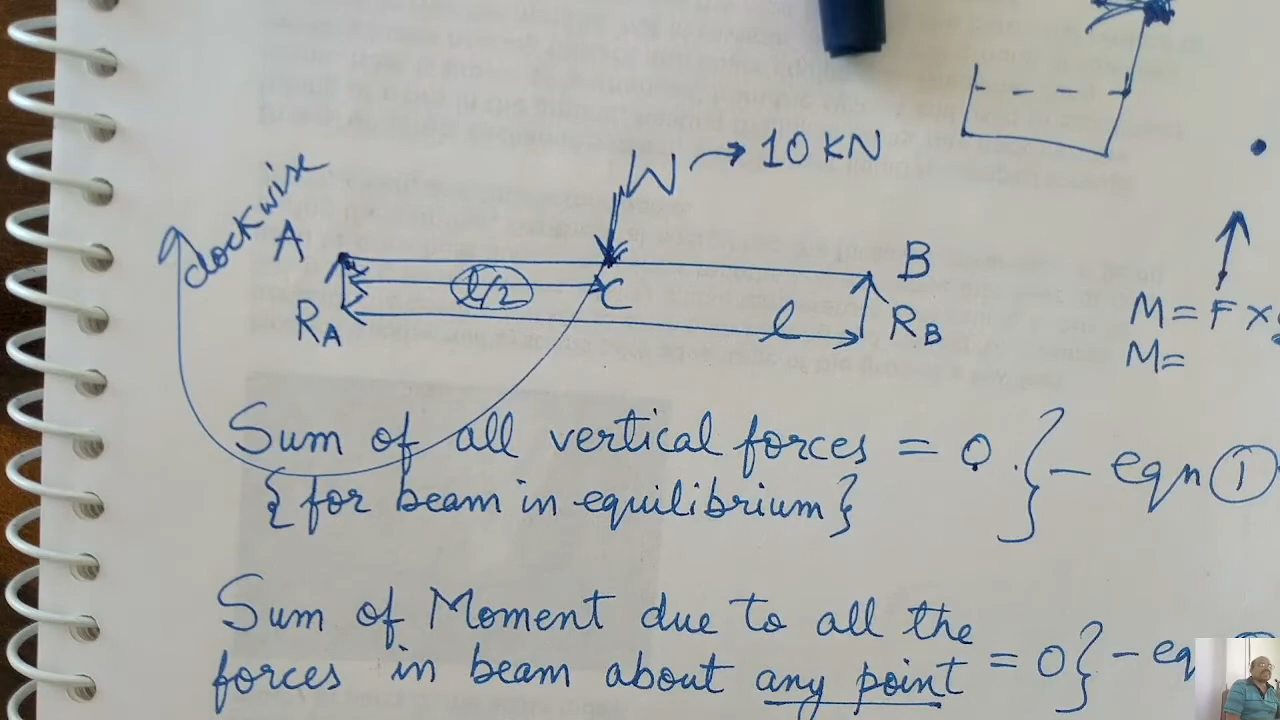 W → 10 KN
clockwise
A
B
l/2
C
RA
l
RB
M = F x
M =
Sum of all vertical forces = 0 } - eqn 1
{for beam in equilibrium}
Sum of Moment due to all the
forces in beam about any point = 0 } - eq